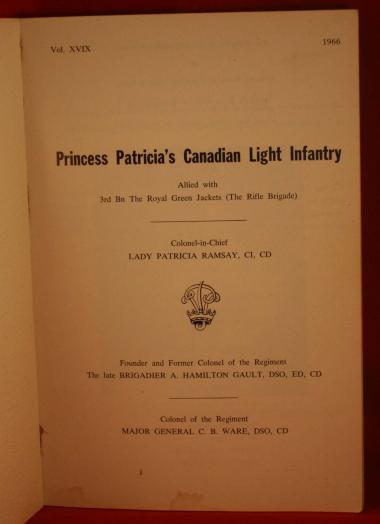 Vol. XVIX
1966
Princess Patricia's Canadian Light Infantry
Allied with
3rd Bn The Royal Green Jackets (The Rifle Brigade)
Colonel-in-Chief
LADY PATRICIA RAMSAY, CI, CD
Founder and Former Colonel of the Regiment
The late BRIGADIER A. HAMILTON GAULT, DSO, ED, CD
Colonel of the Regiment
MAJOR GENERAL C. B. WARE, DSO, CD